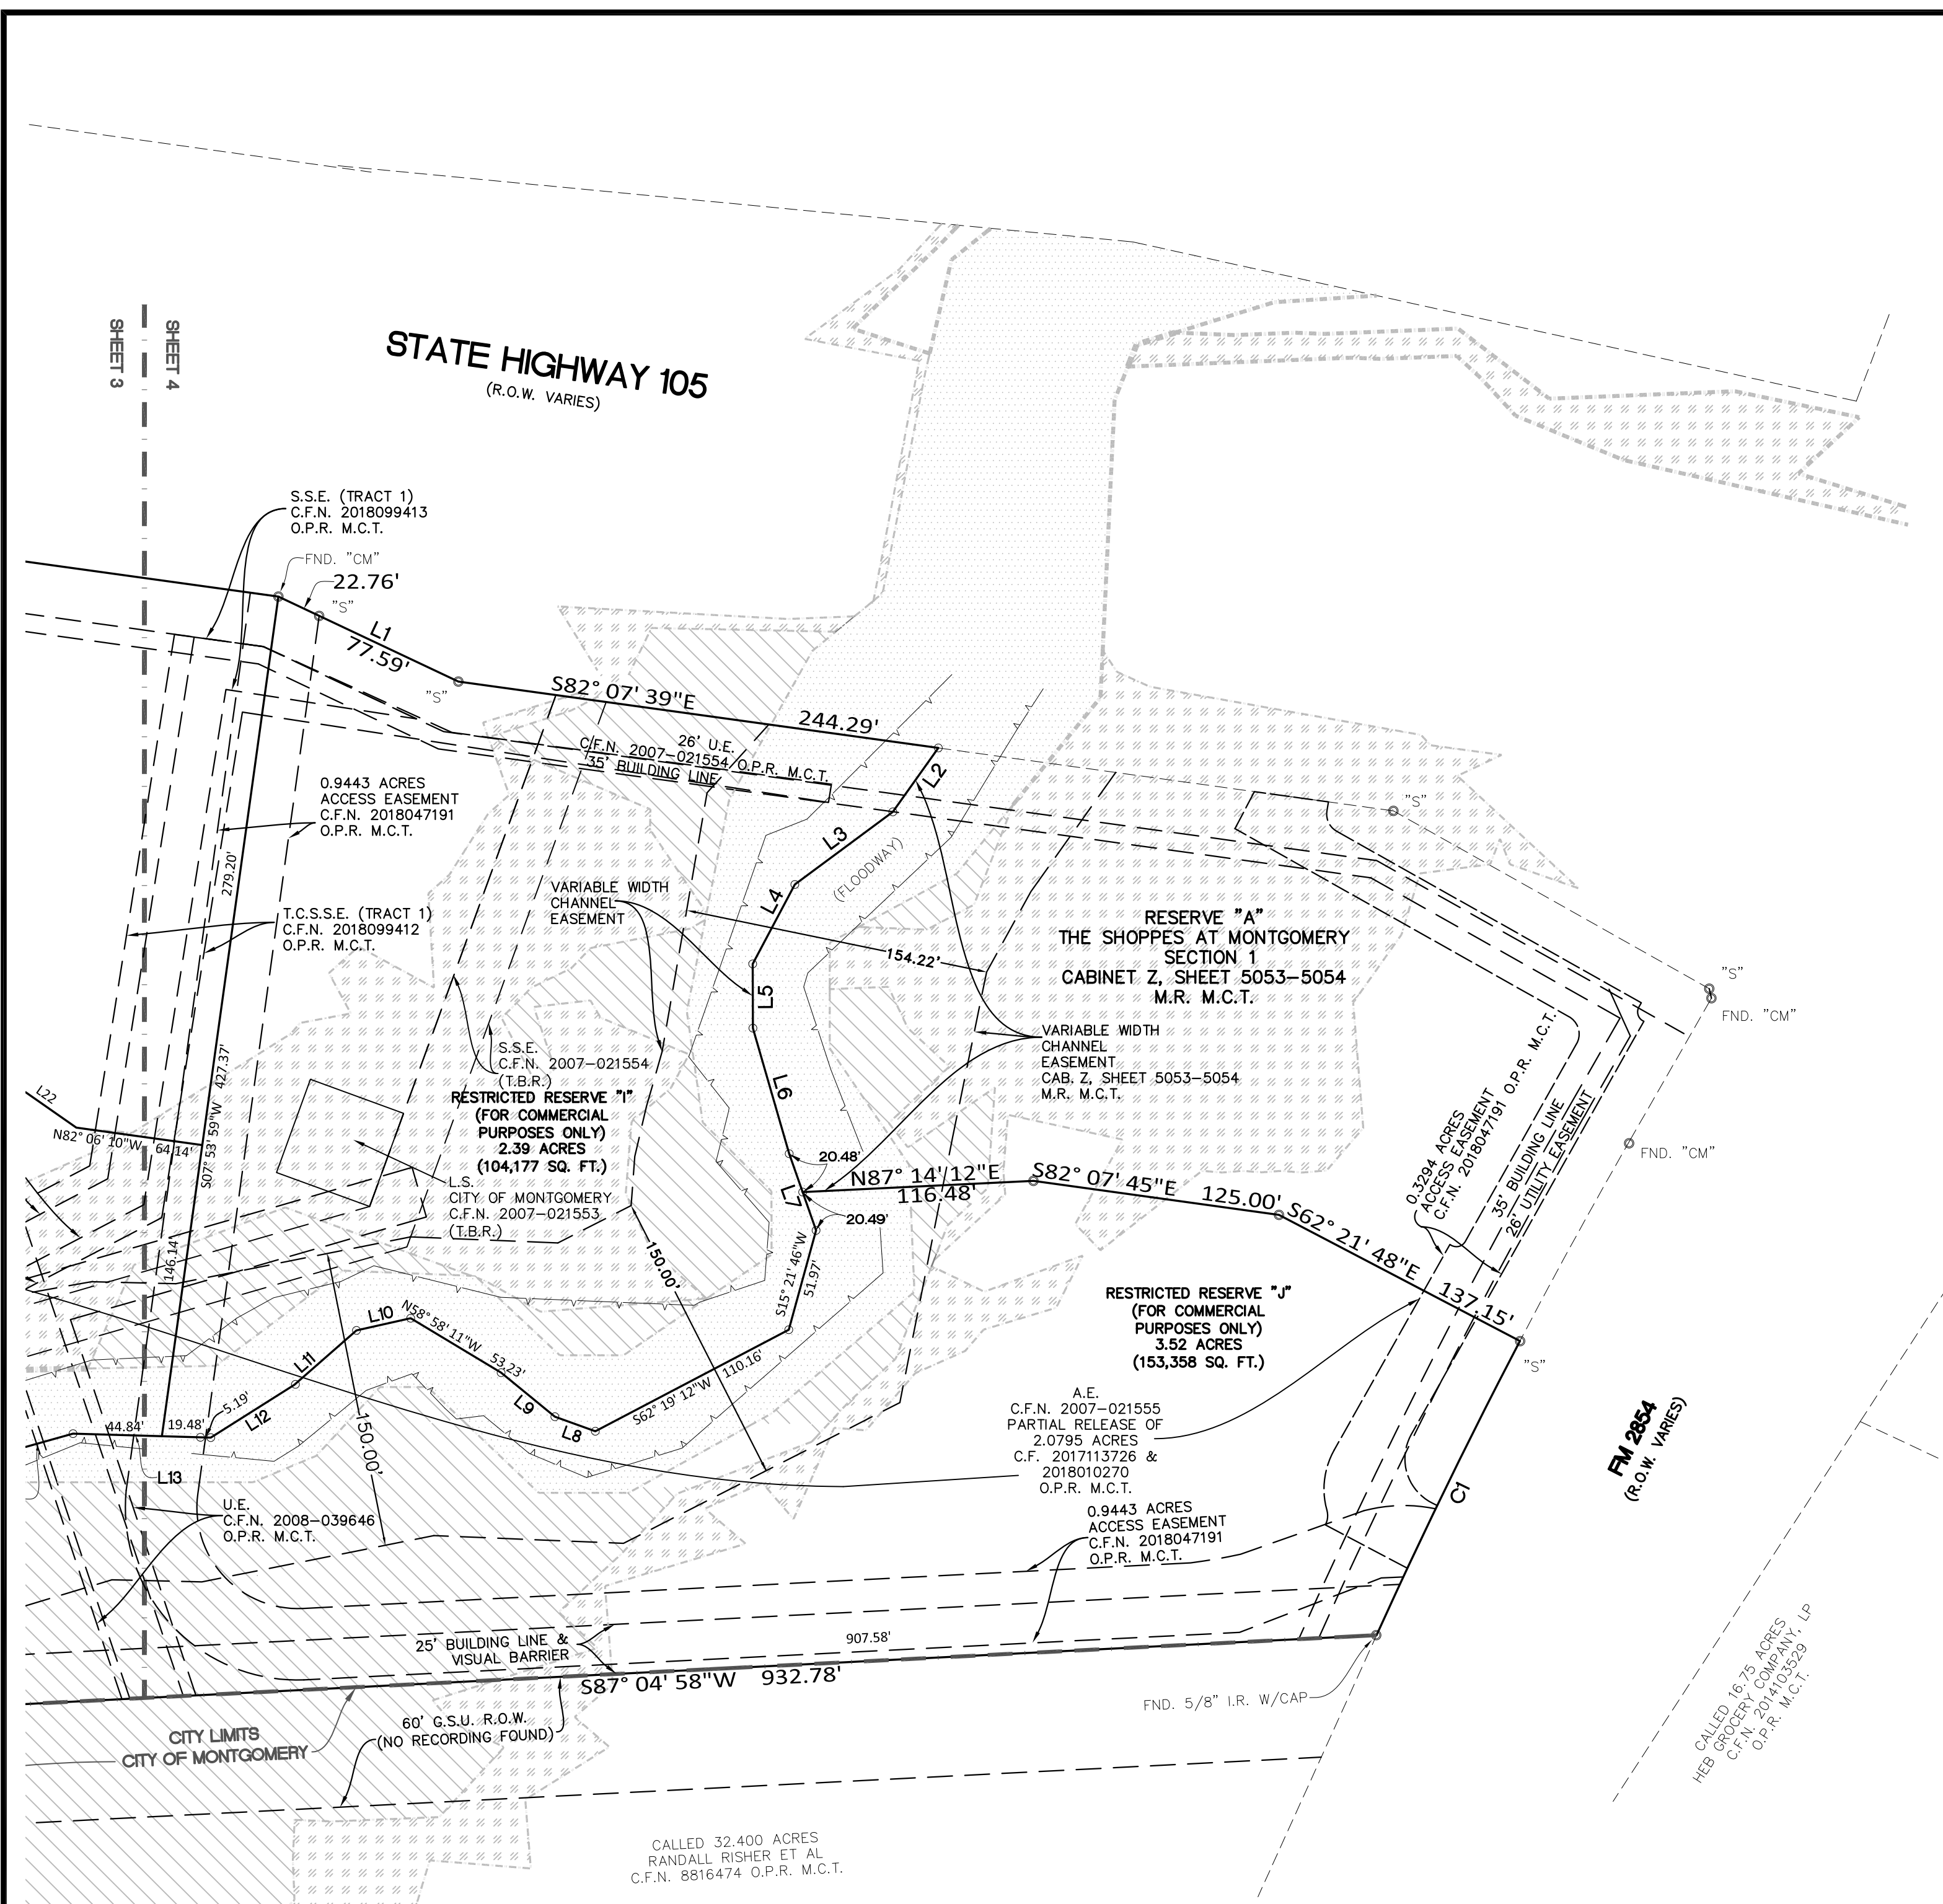 SHEET 3
SHEET 4
STATE HIGHWAY 105
(R.O.W. VARIES)
S.S.E. (TRACT 1)
C.F.N. 2018099413
O.P.R. M.C.T.
FND. "CM"
22.76'
"S"
L1
77.59'
"S"
S82° 07' 39"E
244.29'
26' U.E.
C.F.N. 2007-021554 O.P.R. M.C.T.
35' BUILDING LINE
L2
"S"
0.9443 ACRES
ACCESS EASEMENT
C.F.N. 2018047191
O.P.R. M.C.T.
279.20'
L3
(FLOODWAY)
VARIABLE WIDTH
CHANNEL
EASEMENT
L4
T.C.S.S.E. (TRACT 1)
C.F.N. 2018099412
O.P.R. M.C.T.
154.22'
RESERVE "A"
THE SHOPPES AT MONTGOMERY
SECTION 1
CABINET Z, SHEET 5053-5054
M.R. M.C.T.
"S"
FND. "CM"
L5
S.S.E.
C.F.N. 2007-021554
(T.B.R.)
VARIABLE WIDTH
CHANNEL
EASEMENT
CAB. Z, SHEET 5053-5054
M.R. M.C.T.
L22
N82° 06' 10"W 64.14'
S07° 53' 59"W 427.37'
RESTRICTED RESERVE "I"
(FOR COMMERCIAL
PURPOSES ONLY)
2.39 ACRES
(104,177 SQ. FT.)
L6
0.3294 ACRES
ACCESS EASEMENT
C.F.N. 2018047191 O.P.R. M.C.T.
35' BUILDING LINE
26' UTILITY EASEMENT
FND. "CM"
L.S.
CITY OF MONTGOMERY
C.F.N. 2007-021553
(T.B.R.)
20.48'
L7
N87° 14' 12"E
116.48'
S82° 07' 45"E 125.00'
S62° 21' 48"E
137.15'
20.49'
146.14'
150.00'
S15° 21' 46"W
51.97'
RESTRICTED RESERVE "J"
(FOR COMMERCIAL
PURPOSES ONLY)
3.52 ACRES
(153,358 SQ. FT.)
"S"
L10
N58° 58' 11"W 53.23'
L11
L9
L8
S62° 19' 12"W 110.16'
A.E.
C.F.N. 2007-021555
PARTIAL RELEASE OF
2.0795 ACRES
C.F. 2017113726 &
2018010270
O.P.R. M.C.T.
FM 2854
(R.O.W. VARIES)
44.84'
19.48'
5.19'
L12
150.00'
L13
C1
U.E.
C.F.N. 2008-039646
O.P.R. M.C.T.
0.9443 ACRES
ACCESS EASEMENT
C.F.N. 2018047191
O.P.R. M.C.T.
25' BUILDING LINE &
VISUAL BARRIER
907.58'
S87° 04' 58"W 932.78'
FND. 5/8" I.R. W/CAP
60' G.S.U. R.O.W.
(NO RECORDING FOUND)
CITY LIMITS
CITY OF MONTGOMERY
CALLED 16.75 ACRES
HEB GROCERY COMPANY, LP
C.F.N. 2014103529
O.P.R. M.C.T.
CALLED 32.400 ACRES
RANDALL RISHER ET AL
C.F.N. 8816474 O.P.R. M.C.T.